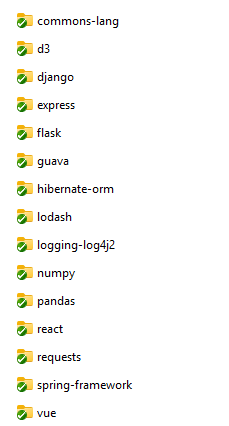 commons-lang
d3
django
express
flask
guava
hibernate-orm
lodash
logging-log4j2
numpy
pandas
react
requests
spring-framework
vue